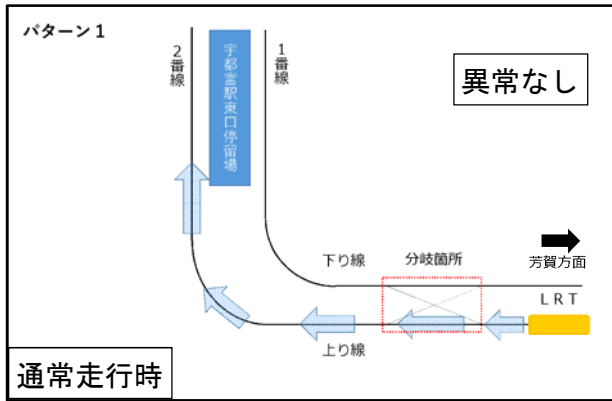 パターン１
２番線
宇都宮駅東口停留場
１番線
異常なし
下り線
分岐箇所
芳賀方面
ＬＲＴ
上り線
通常走行時